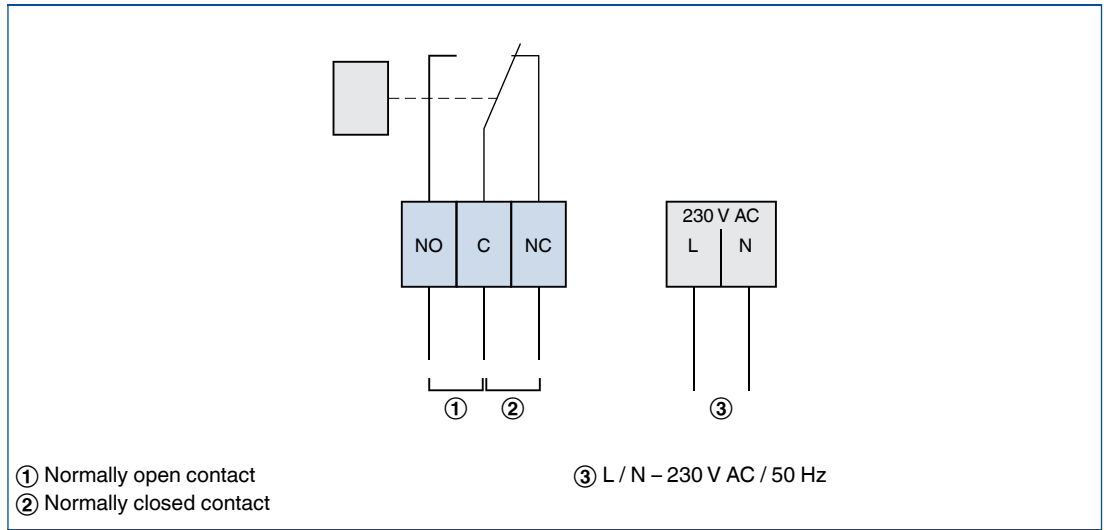 230 V AC
NO C NC
L N
① ② ③
① Normally open contact
② Normally closed contact
③ L / N – 230 V AC / 50 Hz